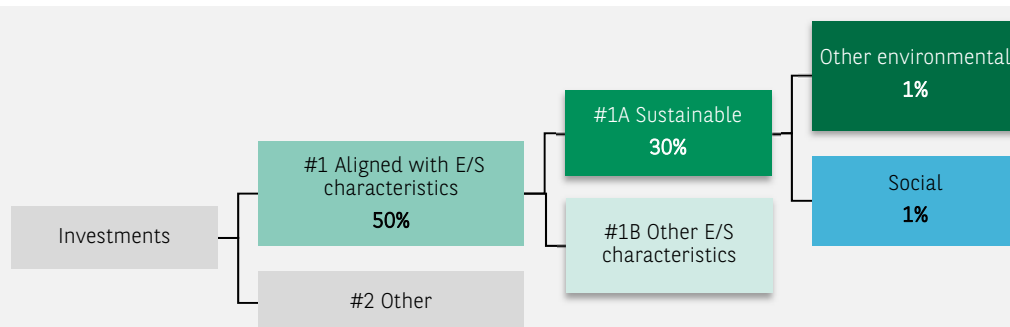 Investments
#1 Aligned with E/S
characteristics
50%
#2 Other
#1A Sustainable
30%
#1B Other E/S
characteristics
Other environmental
1%
Social
1%